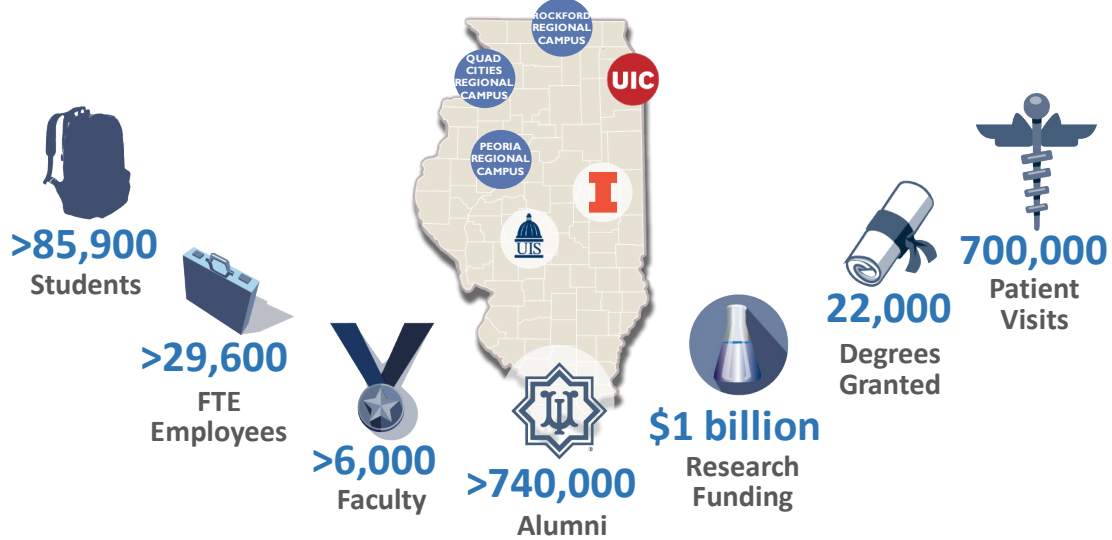 ROCKFORD
REGIONAL
CAMPUS
QUAD
CITIES
REGIONAL
CAMPUS
UIC
PEORIA
REGIONAL
CAMPUS
I
UIS
>85,900
Students
>29,600
FTE
Employees
>6,000
Faculty
UI
®
>740,000
Alumni
$1 billion
Research
Funding
22,000
Degrees
Granted
700,000
Patient
Visits